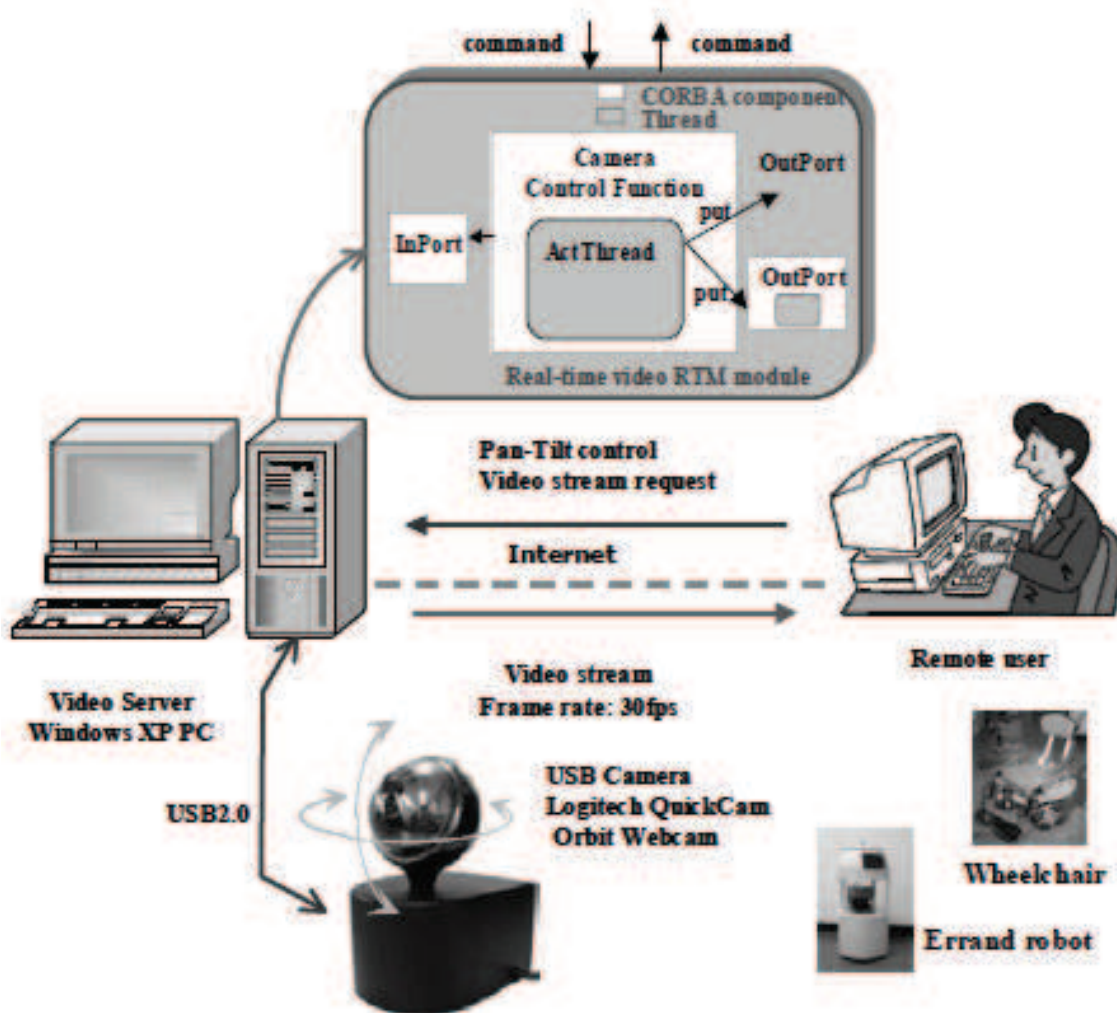 command command
CORBA component
Thread
Camera
Control Function
OutPort
put
InPort
ActThread
OutPort
put
Real-time video RTM module
Pan-Tilt control
Video stream request
Internet
Remote user
Video stream
Frame rate: 30fps
Video Server
Windows XP PC
USB2.0
USB Camera
Logitech QuickCam
Orbit Webcam
Wheelchair
Errand robot